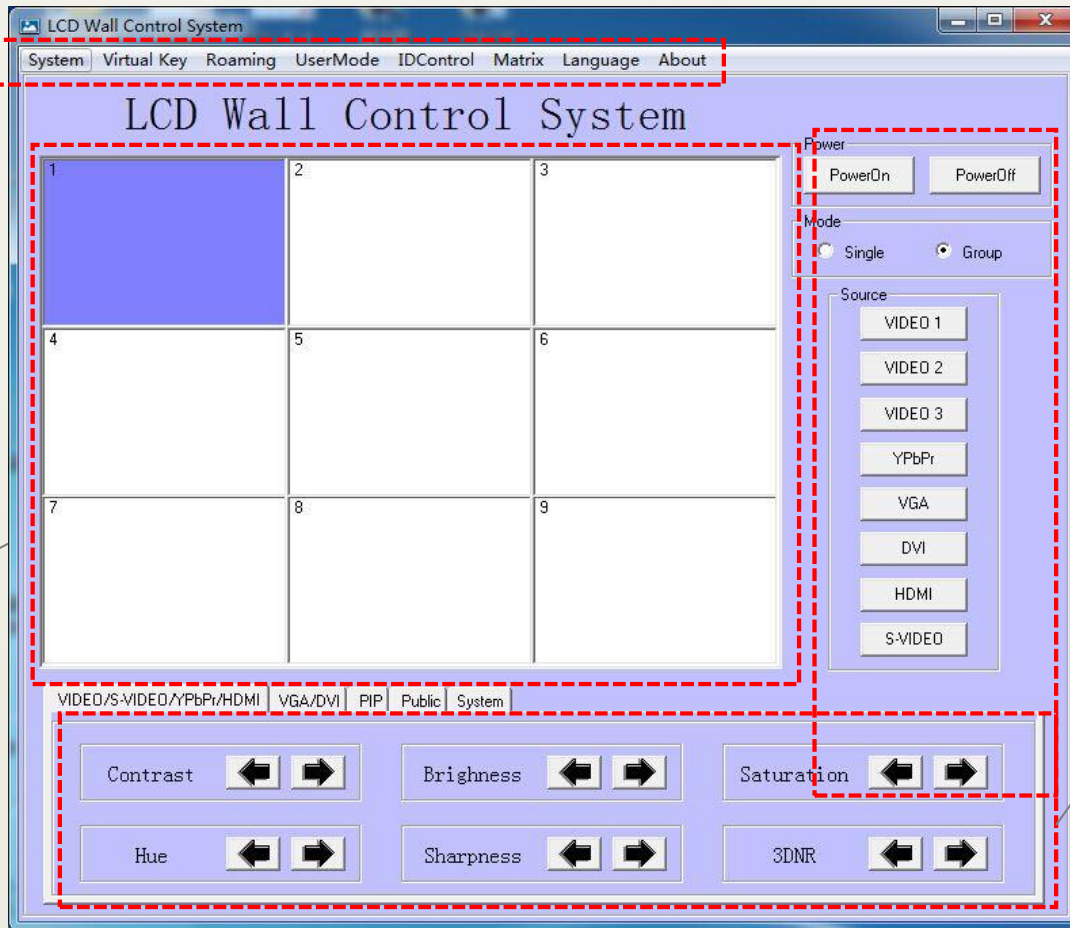 LCD Wall Control System
System Virtual Key Roaming UserMode IDControl Matrix Language About
LCD Wall Control System
1 2 3
4 5 6
7 8 9
Power
PowerOn PowerOff
Mode
Single Group
Source
VIDEO 1
VIDEO 2
VIDEO 3
YPbPr
VGA
DVI
HDMI
S-VIDEO
VIDEO/S-VIDEO/YPbPr/HDMI VGA/DVI PIP Public System
Contrast Brighness Saturation
Hue Sharpness 3DNR